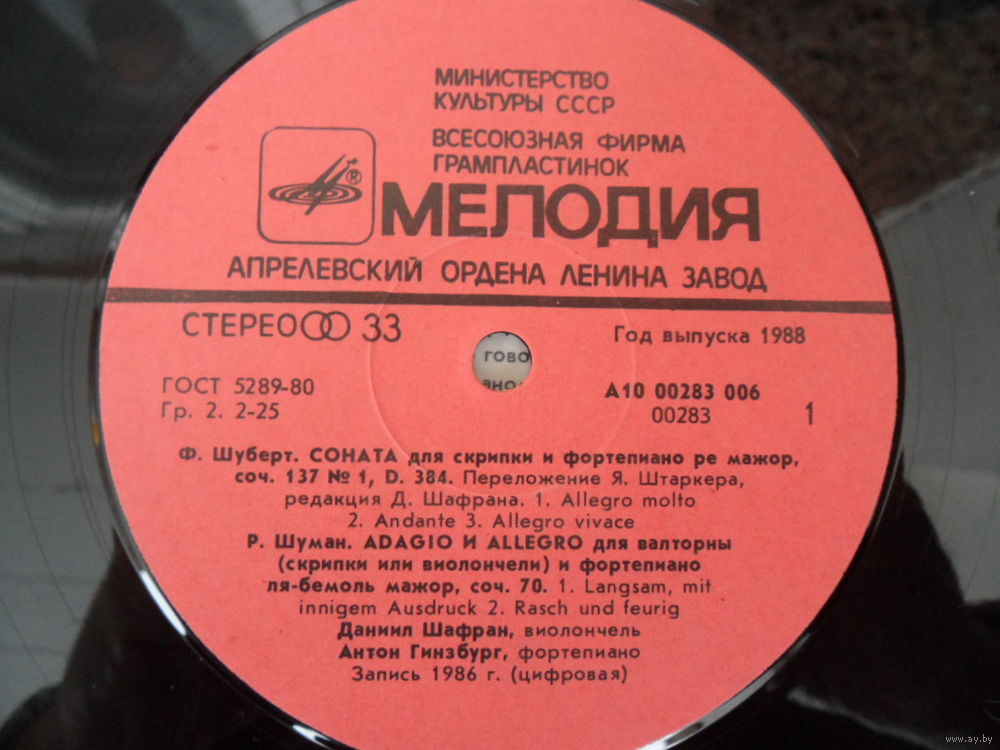 МИНИСТЕРСТВО
КУЛЬТУРЫ СССР
ВСЕСОЮЗНАЯ ФИРМА
ГРАМПЛАСТИНОК
®
МЕЛОДИЯ
АПРЕЛЕВСКИЙ ОРДЕНА ЛЕНИНА ЗАВОД
СТЕРЕО 33
Год выпуска 1988
ГОСТ 5289-80
Гр. 2. 2-25
А10 00283 006
00283
1
Ф. Шуберт. СОНАТА для скрипки и фортепиано ре мажор,
соч. 137 № 1, D. 384. Переложение Я. Штаркера,
редакция Д. Шафрана. 1. Allegro molto
2. Andante 3. Allegro vivace
Р. Шуман. ADAGIO И ALLEGRO для валторны
(скрипки или виолончели) и фортепиано
ля-бемоль мажор, соч. 70. 1. Langsam, mit
innigem Ausdruck 2. Rasch und feurig
Даниил Шафран, виолончель
Антон Гинзбург, фортепиано
Запись 1986 г. (цифровая)
www.ay.by